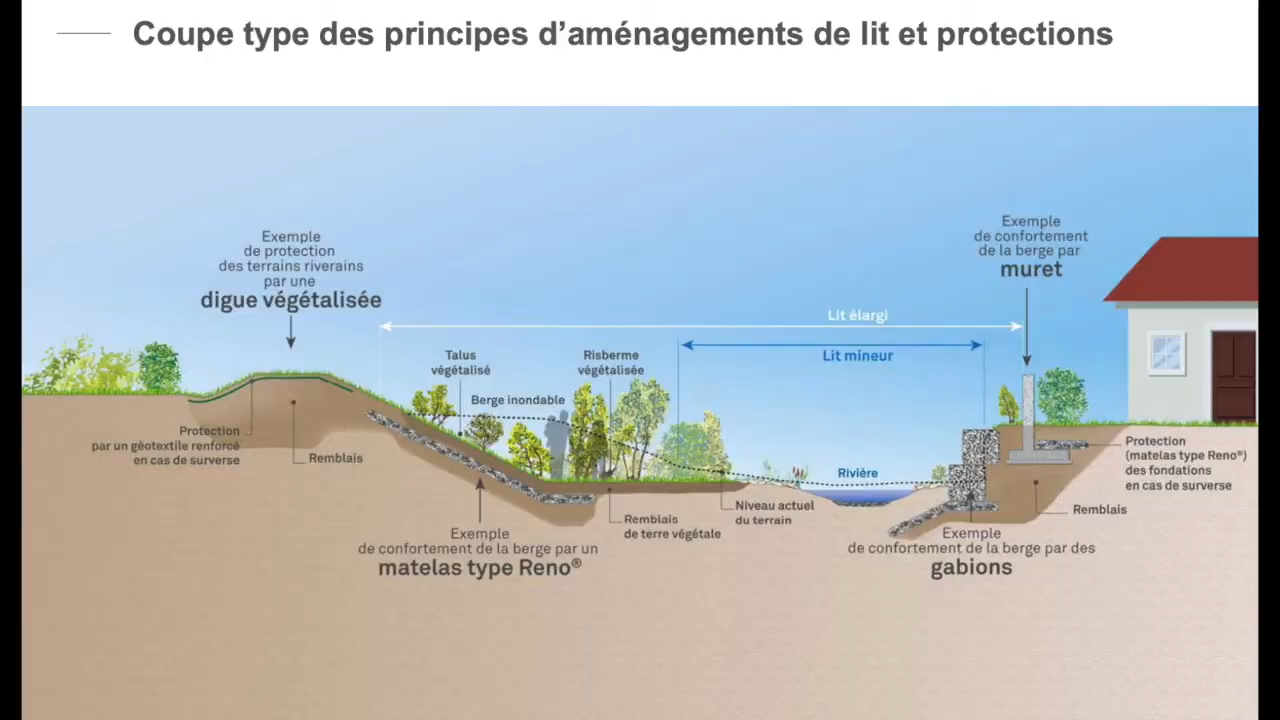 Coupe type des principes d’aménagements de lit et protections
Exemple
de protection
des terrains riverains
par une
digue végétalisée
Exemple
de confortement
de la berge par
muret
Lit élargi
Lit mineur
Talus
végétalisé
Risberme
végétalisée
Berge inondable
Protection
par un géotextile renforcé
en cas de surverse
Remblais
Rivière
Protection
(matelas type Reno®)
des fondations
en cas de surverse
Niveau actuel
du terrain
Remblais
de terre végétale
Remblais
Exemple
de confortement de la berge par un
matelas type Reno®
Exemple
de confortement de la berge par des
gabions